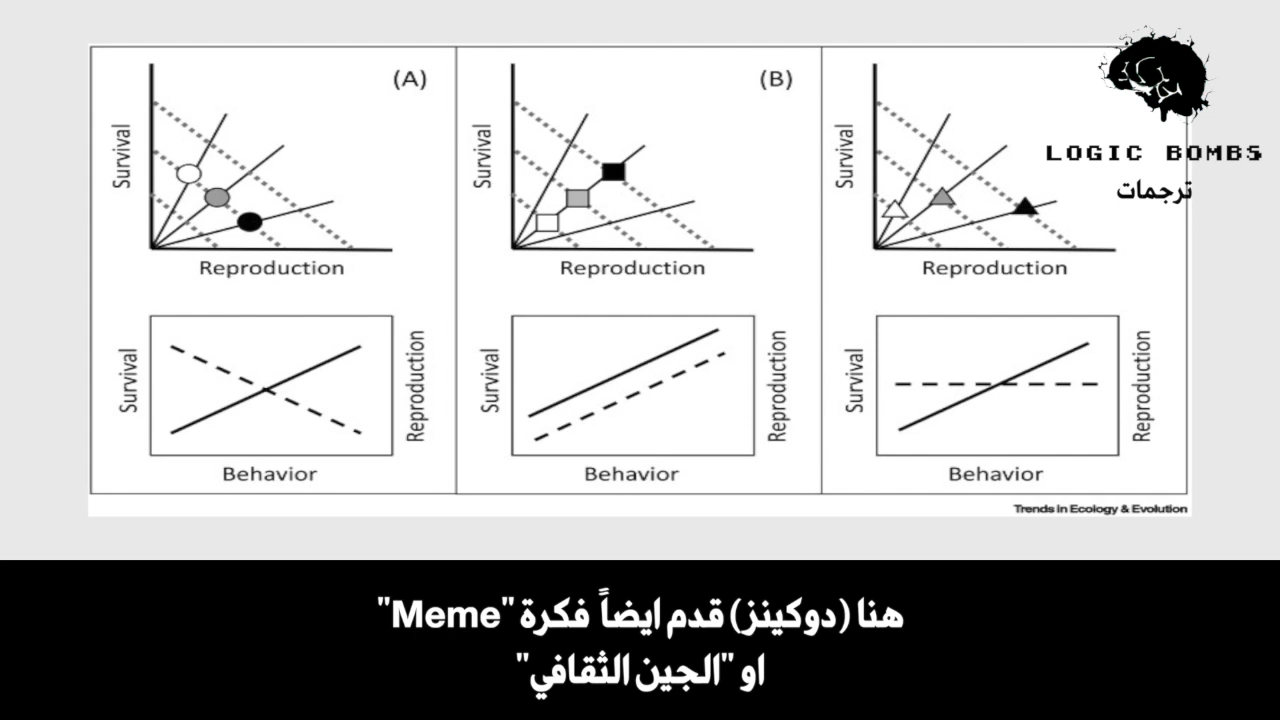 (A)
Survival
Reproduction
Survival
Reproduction
Behavior
(B)
Survival
Reproduction
Survival
Reproduction
Behavior
Survival
Reproduction
Survival
Reproduction
Behavior
LOGIC BOMBS
ترجمات
Trends in Ecology & Evolution
هنا (دوكينز) قدم ايضاً فكرة "Meme"
او "الجين الثقافي"